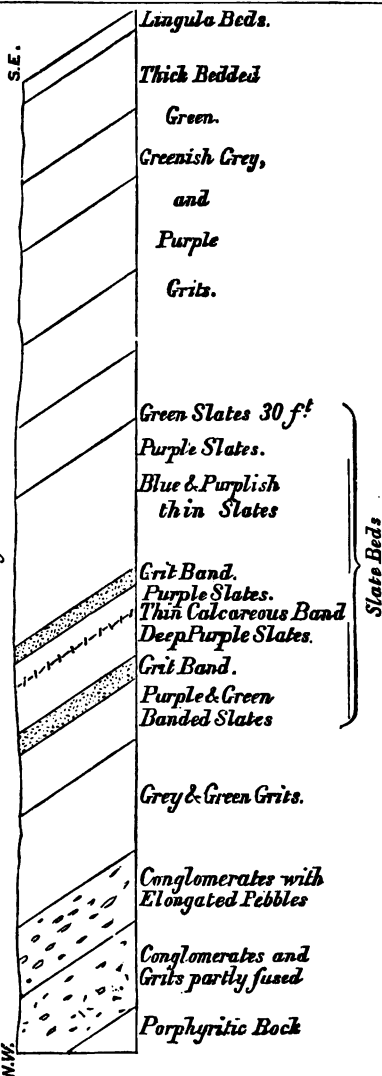 S.E.
Lingula Beds.
Thick Bedded
Green.
Greenish Grey,
and
Purple
Grits.
Green Slates 30 f.t
Purple Slates.
Blue & Purplish
thin Slates
Grit Band.
Purple Slates.
Thin Calcareous Band
Deep Purple Slates.
Grit Band.
Purple & Green
Banded Slates
Slate Beds
Grey & Green Grits.
Conglomerates with
Elongated Pebbles
Conglomerates and
Grits partly fused
Porphyritic Rock
N.W.